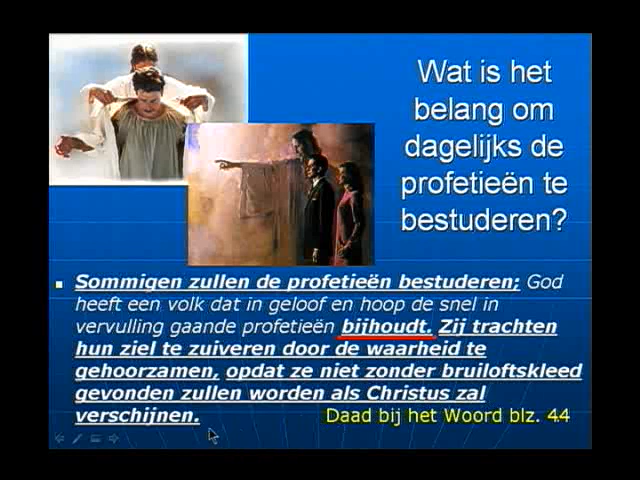 Wat is het
belang om
dagelijks de
profetieën te
bestuderen?
Sommigen zullen de profetieën bestuderen; God
heeft een volk dat in geloof en hoop de snel in
vervulling gaande profetieën bijhoudt. Zij trachten
hun ziel te zuiveren door de waarheid te
gehoorzamen, opdat ze niet zonder bruiloftskleed
gevonden zullen worden als Christus zal
verschijnen.
Daad bij het Woord blz. 44